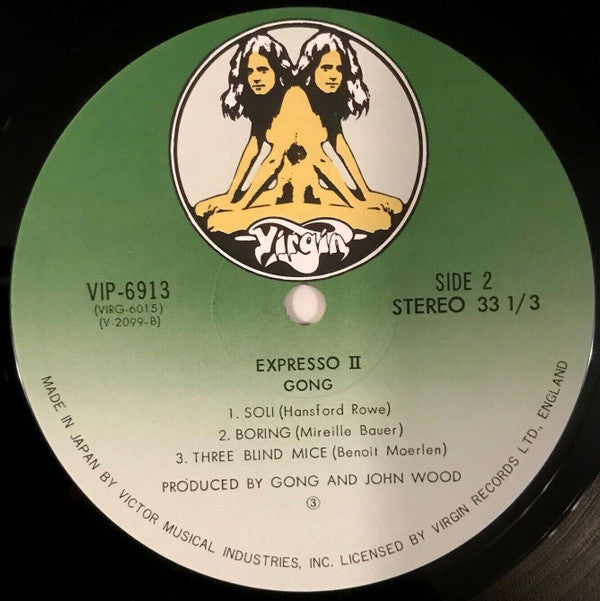 Virgin
VIP-6913
(VIRG-6015)
(V-2099-B)
SIDE 2
STEREO 33 1/3
EXPRESSO II
GONG
1. SOLI (Hansford Rowe)
2. BORING (Mireille Bauer)
3. THREE BLIND MICE (Benoit Moerlen)
PRODUCED BY GONG AND JOHN WOOD
③
MADE IN JAPAN BY VICTOR MUSICAL INDUSTRIES, INC. LICENSED BY VIRGIN RECORDS LTD., ENGLAND